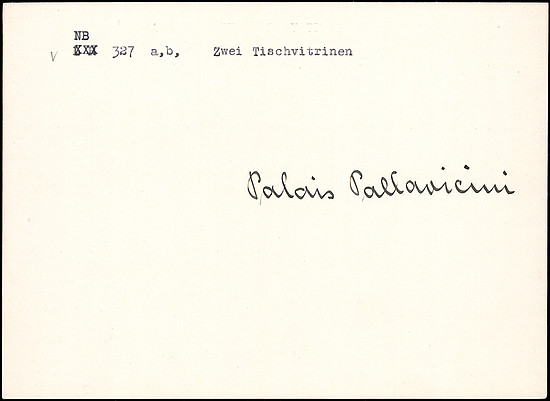 NB
√ XXX 327 a,b, Zwei Tischvitrinen
Palais Pallavicini